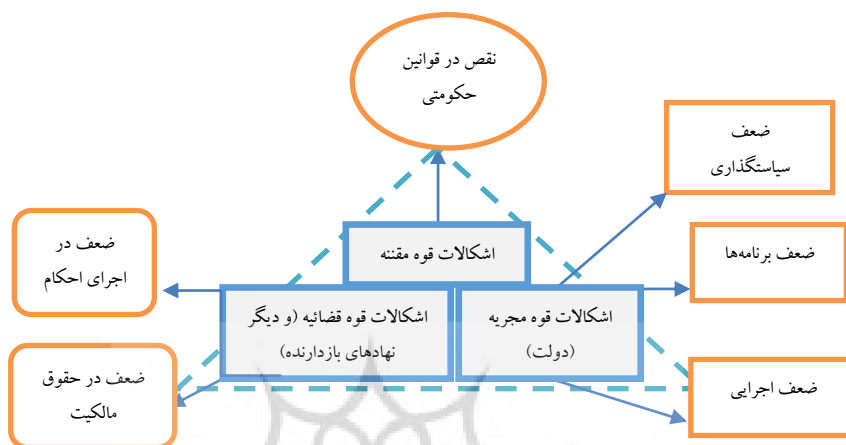 نقص در قوانین
حکومتی
ضعف
سیاستگذاری
ضعف در
اجرای احکام
اشکالات قوه مقننه
ضعف برنامه‌ها
اشکالات قوه مجریه
(دولت)
اشکالات قوه قضائیه (و دیگر
نهادهای بازدارنده)
ضعف در حقوق
مالکیت
ضعف اجرایی